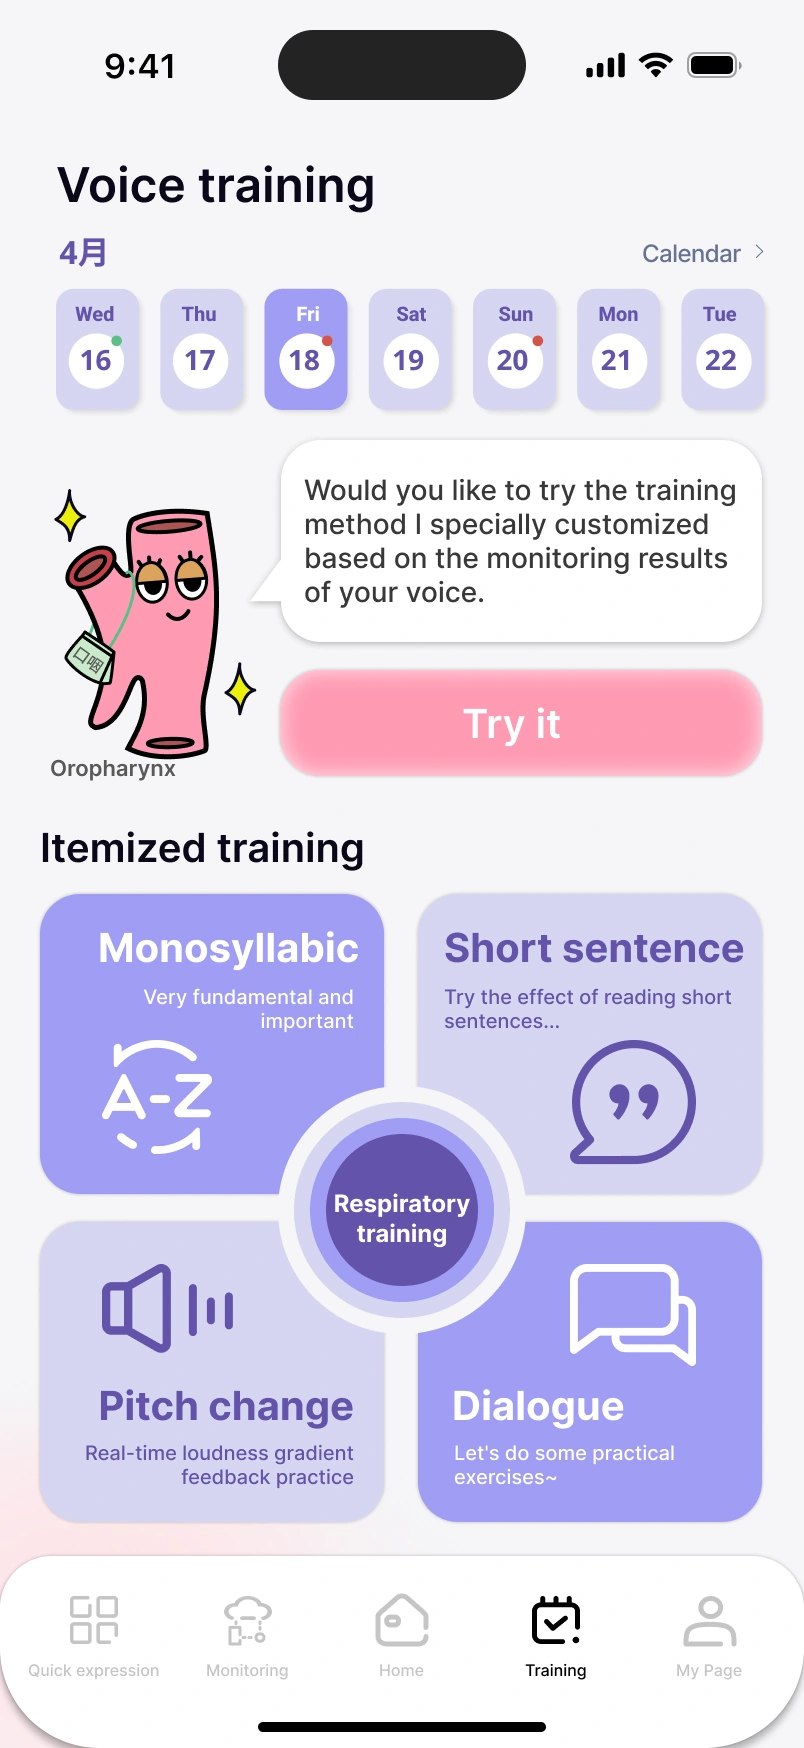 9:41
Voice training
4月
Calendar
Wed Thu Fri Sat Sun Mon Tue
16 17 18 19 20 21 22
Would you like to try the training
method I specially customized
based on the monitoring results
of your voice.
口咽
Try it
Oropharynx
Itemized training
Monosyllabic
Very fundamental and
important
A-Z
Short sentence
Try the effect of reading short
sentences...
Respiratory
training
Pitch change
Real-time loudness gradient
feedback practice
Dialogue
Let's do some practical
exercises~
Quick expression
Monitoring
Home
Training
My Page